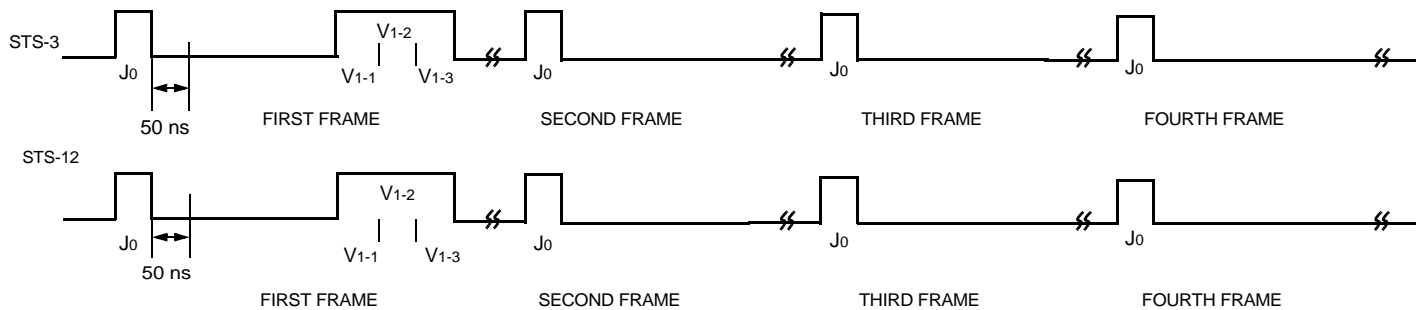 STS-3
V1-2
J0 V1-1 V1-3 J0 J0 J0
50 ns
FIRST FRAME SECOND FRAME THIRD FRAME FOURTH FRAME
STS-12
V1-2
J0 V1-1 V1-3 J0 J0 J0
50 ns
FIRST FRAME SECOND FRAME THIRD FRAME FOURTH FRAME